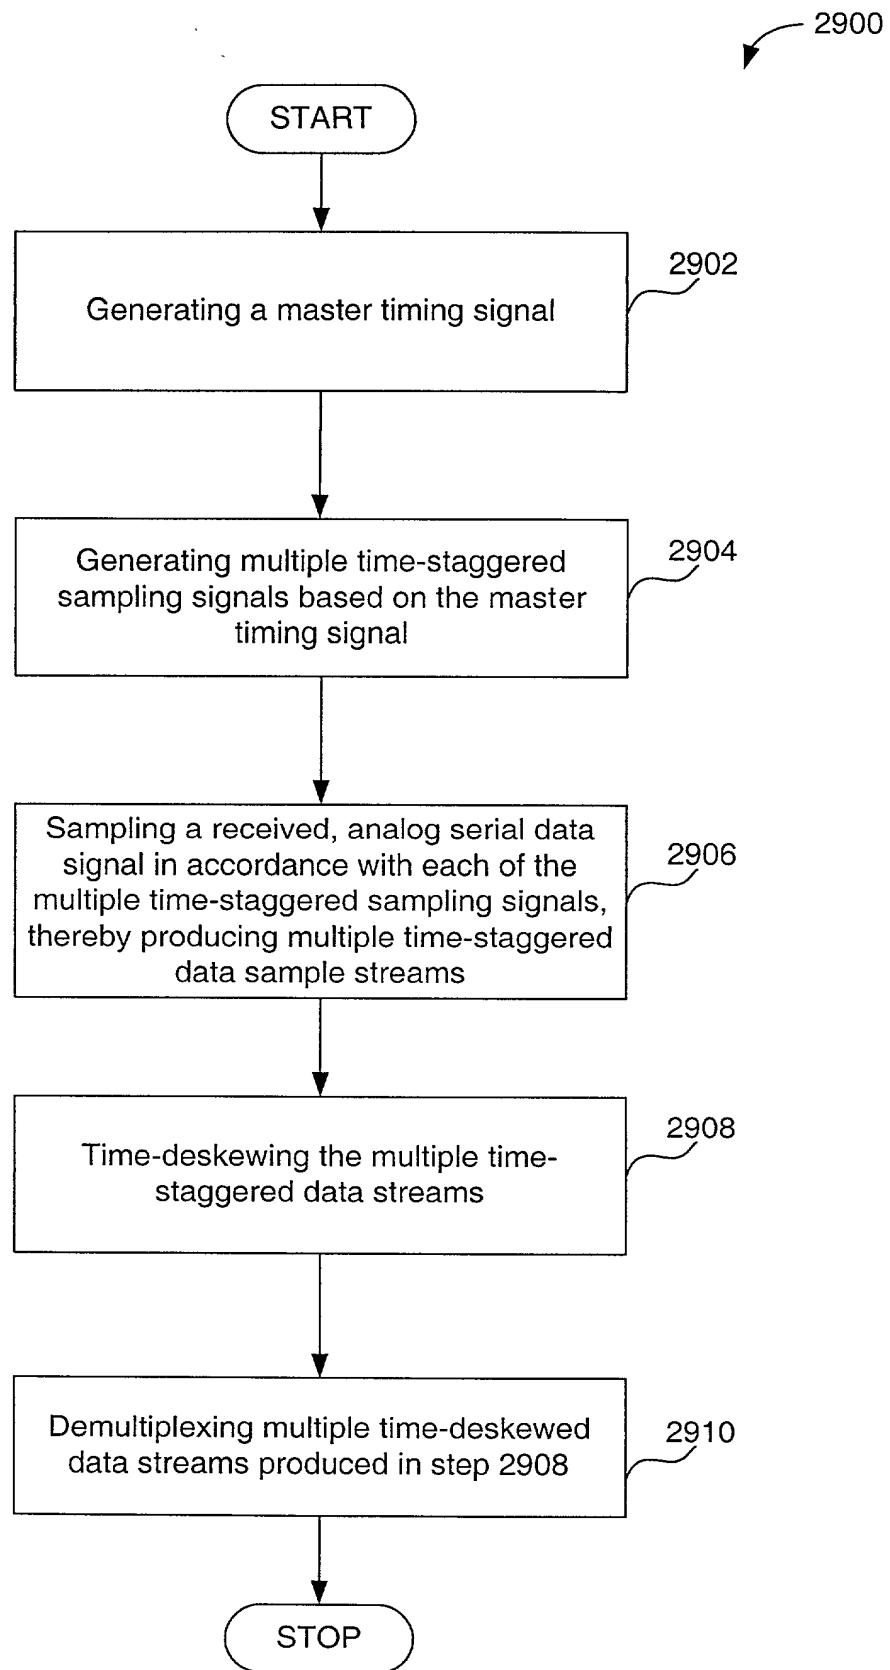 2900
START
2902
Generating a master timing signal
2904
Generating multiple time-staggered
sampling signals based on the master
timing signal
2906
Sampling a received, analog serial data
signal in accordance with each of the
multiple time-staggered sampling signals,
thereby producing multiple time-staggered
data sample streams
2908
Time-deskewing the multiple time-
staggered data streams
2910
Demultiplexing multiple time-deskewed
data streams produced in step 2908
STOP